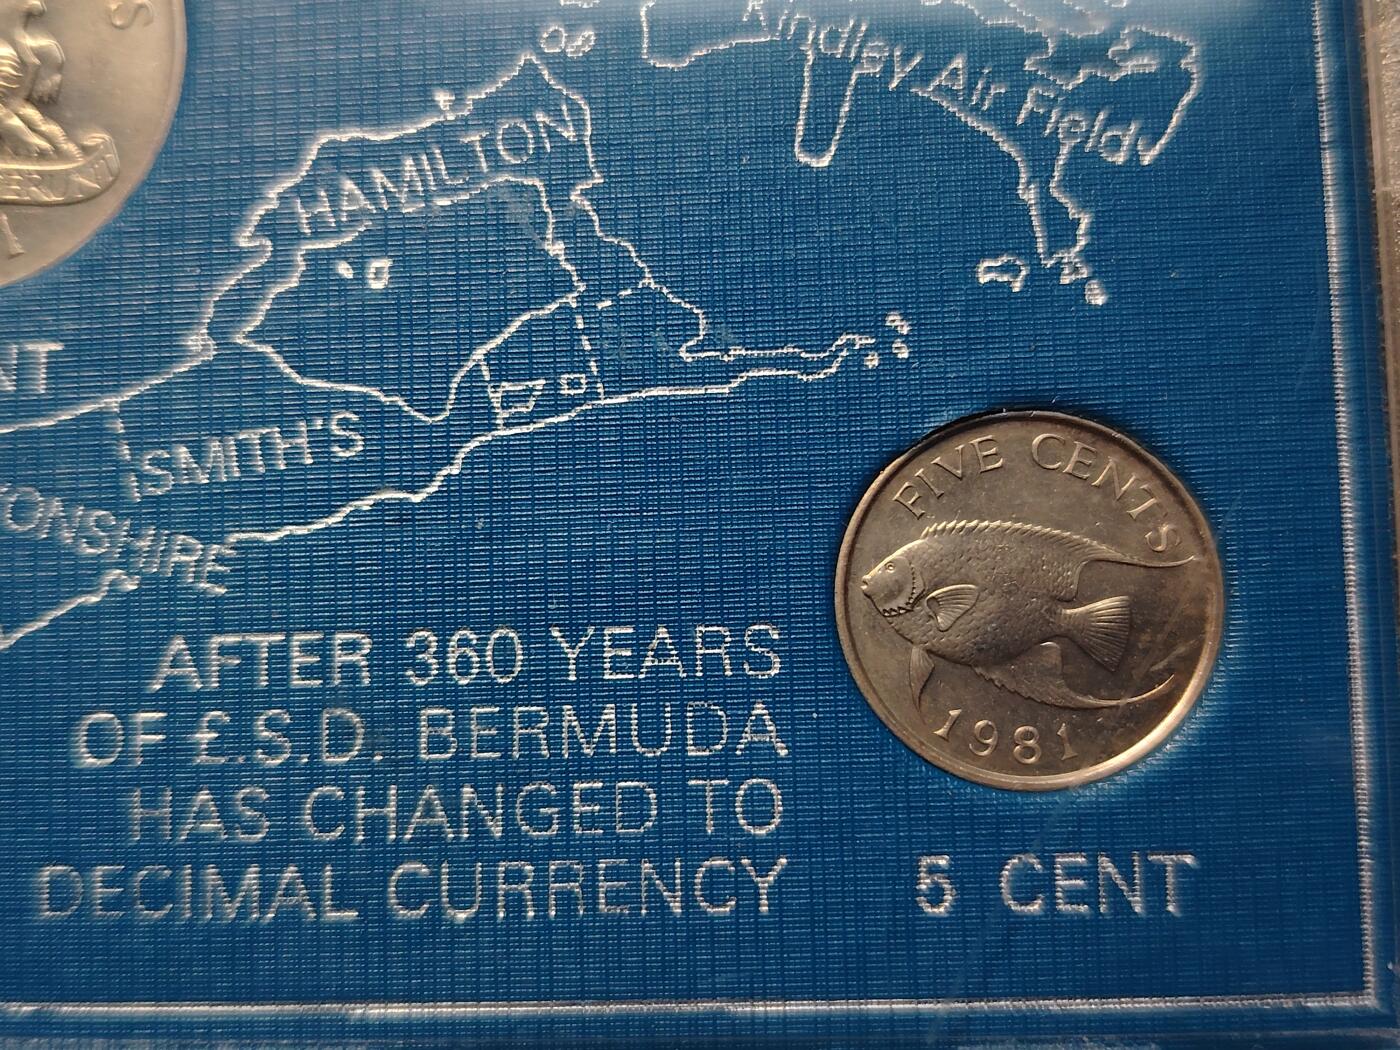 Kindley Air Field
HAMILTON
SMITH'S
FIVE CENTS
1981
AFTER 360 YEARS
OF £.S.D. BERMUDA
HAS CHANGED TO
DECIMAL CURRENCY
5 CENT